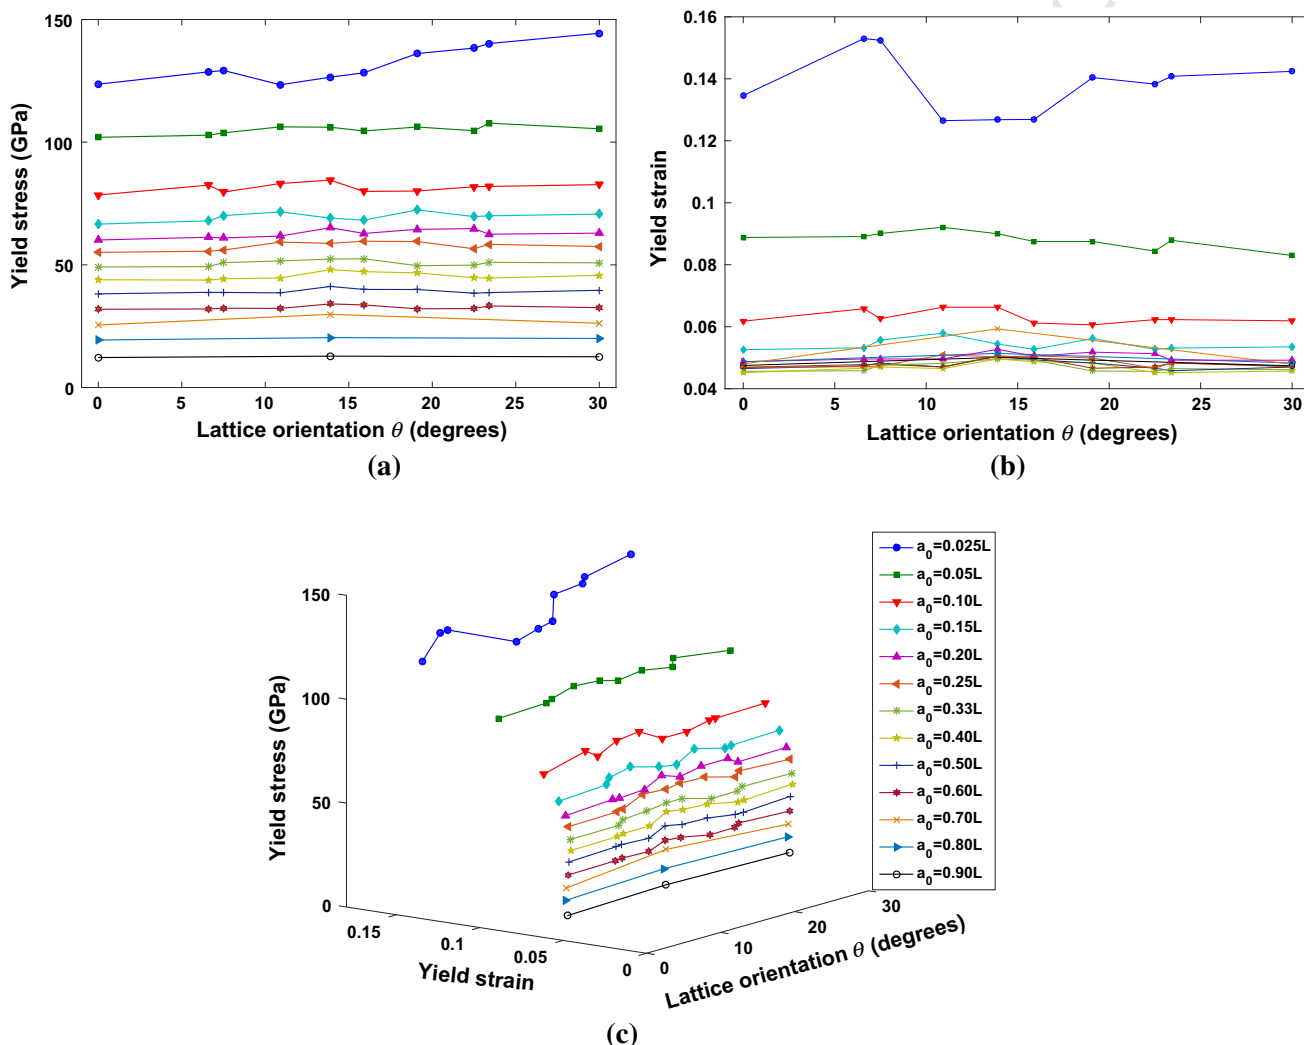 150
100
50
0
Yield stress (GPa)
0 5 10 15 20 25 30
Lattice orientation θ (degrees)
(a)
0.16
0.14
0.12
0.1
0.08
0.06
0.04
Yield strain
0 5 10 15 20 25 30
Lattice orientation θ (degrees)
(b)
150
100
50
0
Yield stress (GPa)
0.15 0.1 0.05 0
Yield strain
0 10 20 30
Lattice orientation θ (degrees)
a0=0.025L
a0=0.05L
a0=0.10L
a0=0.15L
a0=0.20L
a0=0.25L
a0=0.33L
a0=0.40L
a0=0.50L
a0=0.60L
a0=0.70L
a0=0.80L
a0=0.90L
(c)